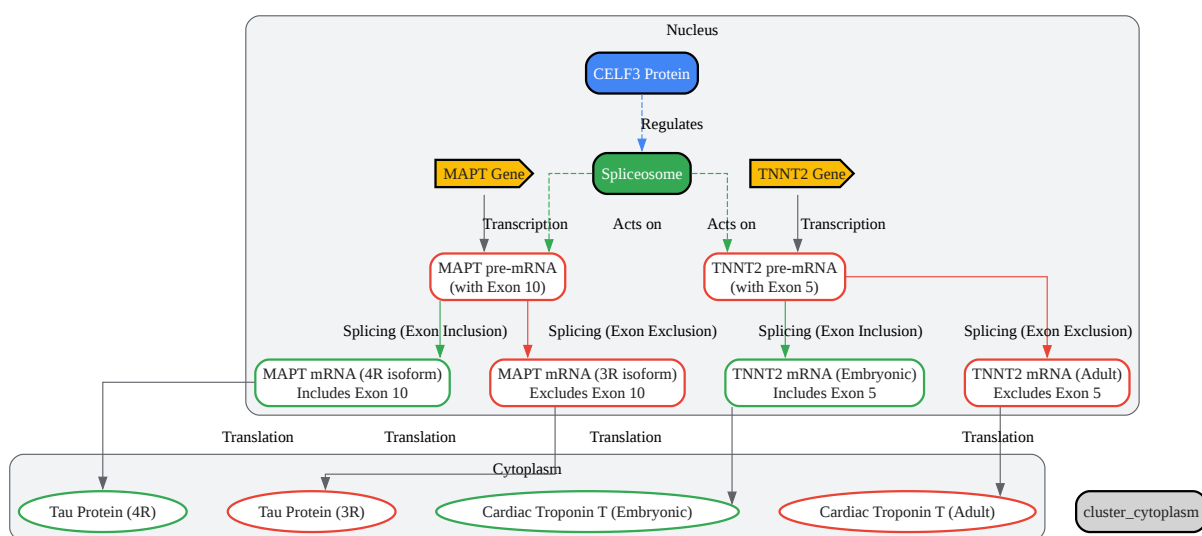 Nucleus
CELF3 Protein
Regulates
MAPT Gene
Spliceosome
TNNT2 Gene
Transcription
Acts on
Acts on
Transcription
MAPT pre-mRNA
(with Exon 10)
TNNT2 pre-mRNA
(with Exon 5)
Splicing (Exon Inclusion)
Splicing (Exon Exclusion)
Splicing (Exon Inclusion)
Splicing (Exon Exclusion)
MAPT mRNA (4R isoform)
Includes Exon 10
MAPT mRNA (3R isoform)
Excludes Exon 10
TNNT2 mRNA (Embryonic)
Includes Exon 5
TNNT2 mRNA (Adult)
Excludes Exon 5
Translation
Translation
Translation
Translation
Cytoplasm
Tau Protein (4R)
Tau Protein (3R)
Cardiac Troponin T (Embryonic)
Cardiac Troponin T (Adult)
cluster_cytoplasm